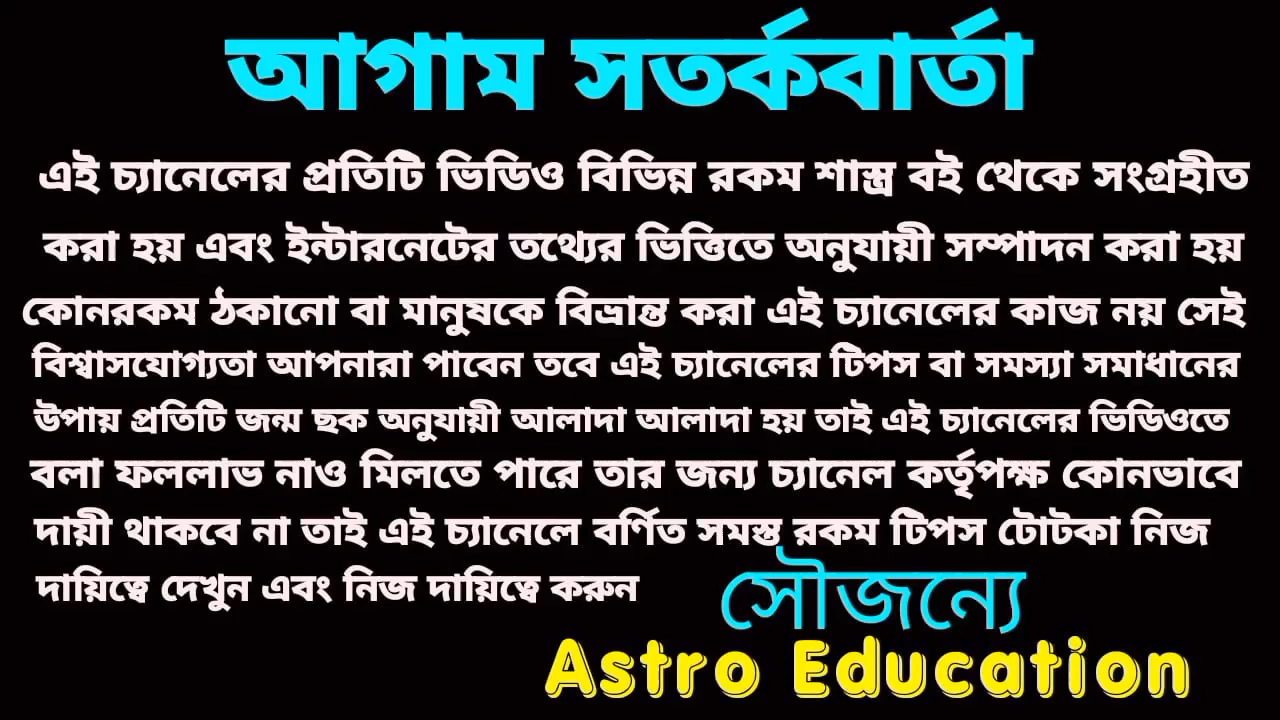 আগাম সতর্কবার্তা
এই চ্যানেলের প্রতিটি ভিডিও বিভিন্ন রকম শাস্ত্র বই থেকে সংগ্রহীত
করা হয় এবং ইন্টারনেটের তথ্যের ভিত্তিতে অনুযায়ী সম্পাদন করা হয়
কোনরকম ঠকানো বা মানুষকে বিভ্রান্ত করা এই চ্যানেলের কাজ নয় সেই
বিশ্বাসযোগ্যতা আপনারা পাবেন তবে এই চ্যানেলের টিপস বা সমস্যা সমাধানের
উপায় প্রতিটি জন্ম ছক অনুযায়ী আলাদা আলাদা হয় তাই এই চ্যানেলের ভিডিওতে
বলা ফললাভ নাও মিলতে পারে তার জন্য চ্যানেল কর্তৃপক্ষ কোনভাবে
দায়ী থাকবে না তাই এই চ্যানেলে বর্ণিত সমস্ত রকম টিপস টোটকা নিজ
দায়িত্বে দেখুন এবং নিজ দায়িত্বে করুন
সৌজন্যে
Astro Education